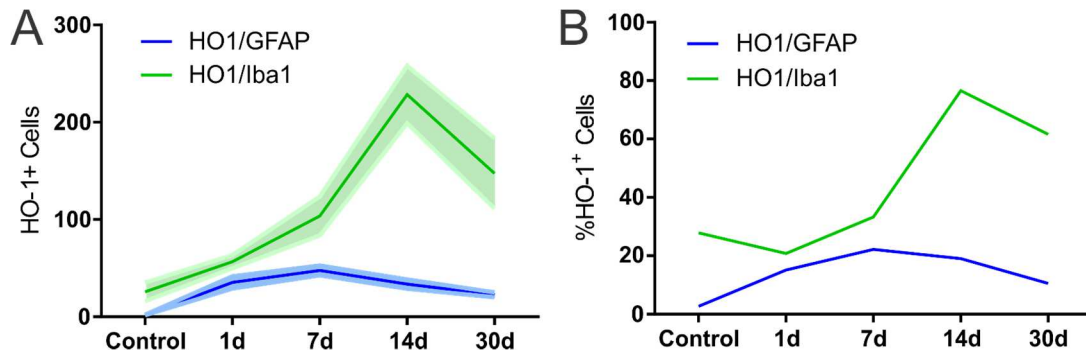 A
HO-1+ Cells
300
200
100
0
HO1/GFAP
HO1/Iba1
Control 1d 7d 14d 30d
B
%HO-1⁺ Cells
100
80
60
40
20
0
HO1/GFAP
HO1/Iba1
Control 1d 7d 14d 30d